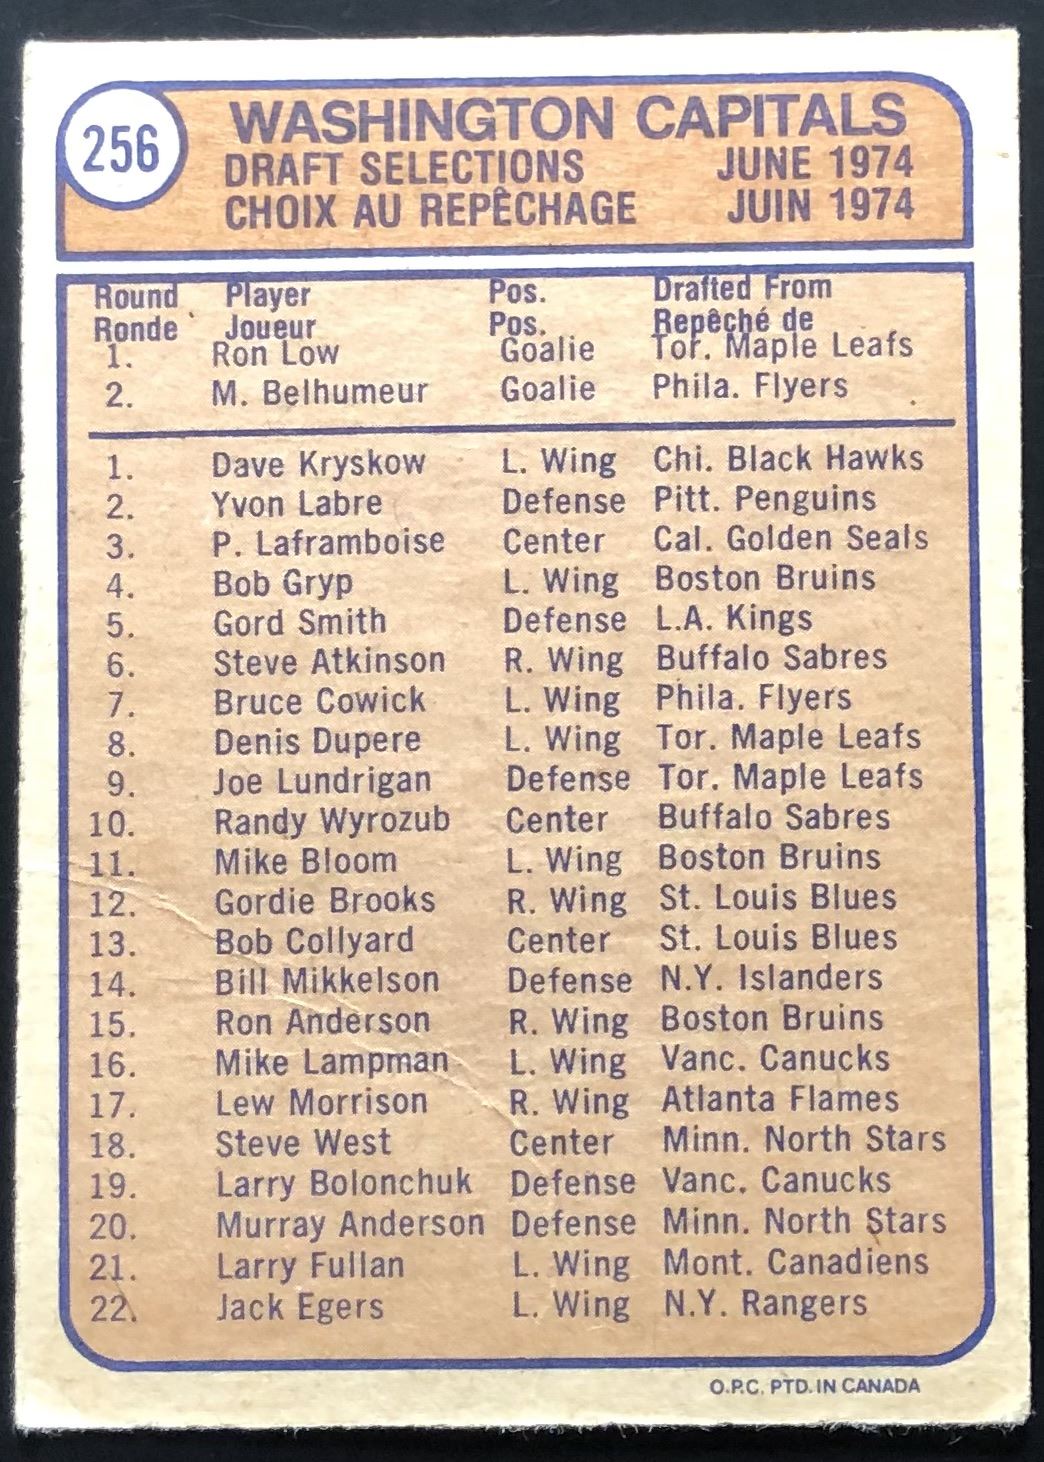 256
WASHINGTON CAPITALS
DRAFT SELECTIONS JUNE 1974
CHOIX AU REPÊCHAGE JUIN 1974
Round Player Pos. Drafted From
Ronde Joueur Pos. Repêché de
1. Ron Low Goalie Tor. Maple Leafs
2. M. Belhumeur Goalie Phila. Flyers
1. Dave Kryskow L. Wing Chi. Black Hawks
2. Yvon Labre Defense Pitt. Penguins
3. P. Laframboise Center Cal. Golden Seals
4. Bob Gryp L. Wing Boston Bruins
5. Gord Smith Defense L.A. Kings
6. Steve Atkinson R. Wing Buffalo Sabres
7. Bruce Cowick L. Wing Phila. Flyers
8. Denis Dupere L. Wing Tor. Maple Leafs
9. Joe Lundrigan Defense Tor. Maple Leafs
10. Randy Wyrozub Center Buffalo Sabres
11. Mike Bloom L. Wing Boston Bruins
12. Gordie Brooks R. Wing St. Louis Blues
13. Bob Collyard Center St. Louis Blues
14. Bill Mikkelson Defense N.Y. Islanders
15. Ron Anderson R. Wing Boston Bruins
16. Mike Lampman L. Wing Vanc. Canucks
17. Lew Morrison R. Wing Atlanta Flames
18. Steve West Center Minn. North Stars
19. Larry Bolonchuk Defense Vanc. Canucks
20. Murray Anderson Defense Minn. North Stars
21. Larry Fullan L. Wing Mont. Canadiens
22. Jack Egers L. Wing N.Y. Rangers
O.P.C. PTD. IN CANADA